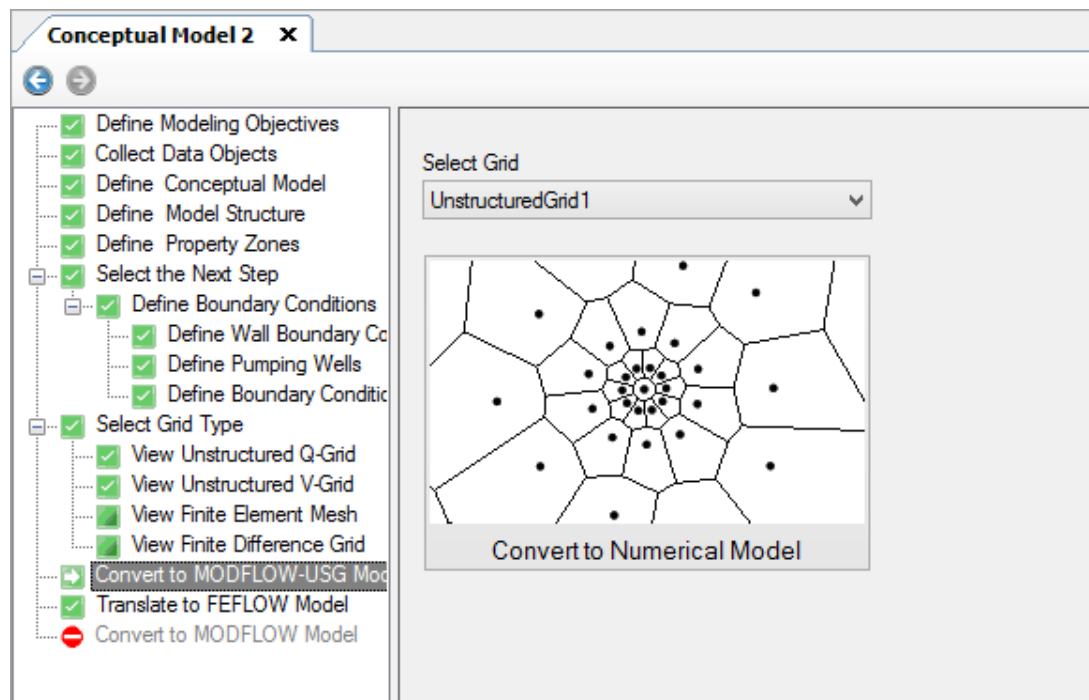 Conceptual Model 2
Define Modeling Objectives
Collect Data Objects
Define Conceptual Model
Define Model Structure
Define Property Zones
Select the Next Step
Define Boundary Conditions
Define Wall Boundary Co
Define Pumping Wells
Define Boundary Conditic
Select Grid Type
View Unstructured Q-Grid
View Unstructured V-Grid
View Finite Element Mesh
View Finite Difference Grid
Convert to MODFLOW-USG Moc
Translate to FEFLOW Model
Convert to MODFLOW Model
Select Grid
UnstructuredGrid1
Convert to Numerical Model